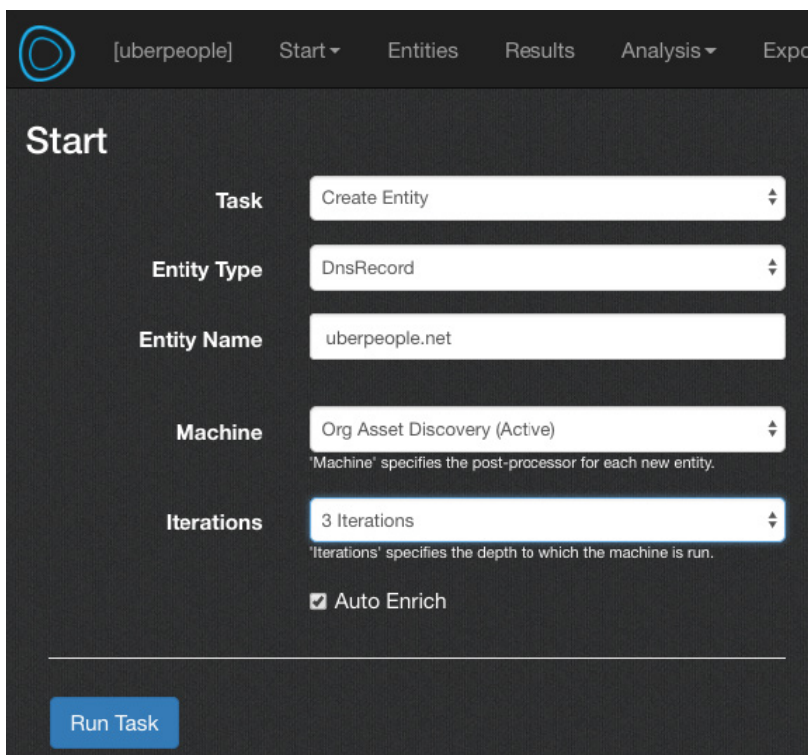 [uberpeople] Start Entities Results Analysis Expo
Start
Task Create Entity
Entity Type DnsRecord
Entity Name uberpeople.net
Machine Org Asset Discovery (Active)
'Machine' specifies the post-processor for each new entity.
Iterations 3 Iterations
'Iterations' specifies the depth to which the machine is run.
Auto Enrich
Run Task